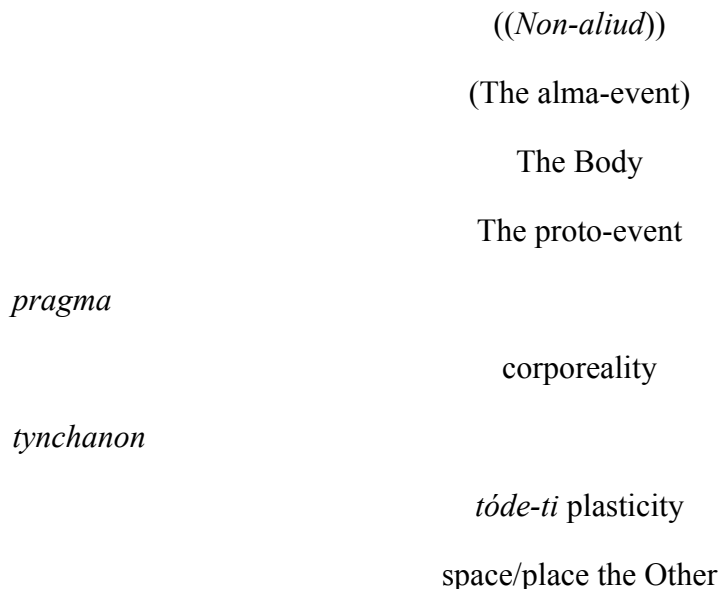 ((Non-aliud))
(The alma-event)
The Body
The proto-event
pragma
corporeality
tynchanon
tóde-ti plasticity
space/place the Other